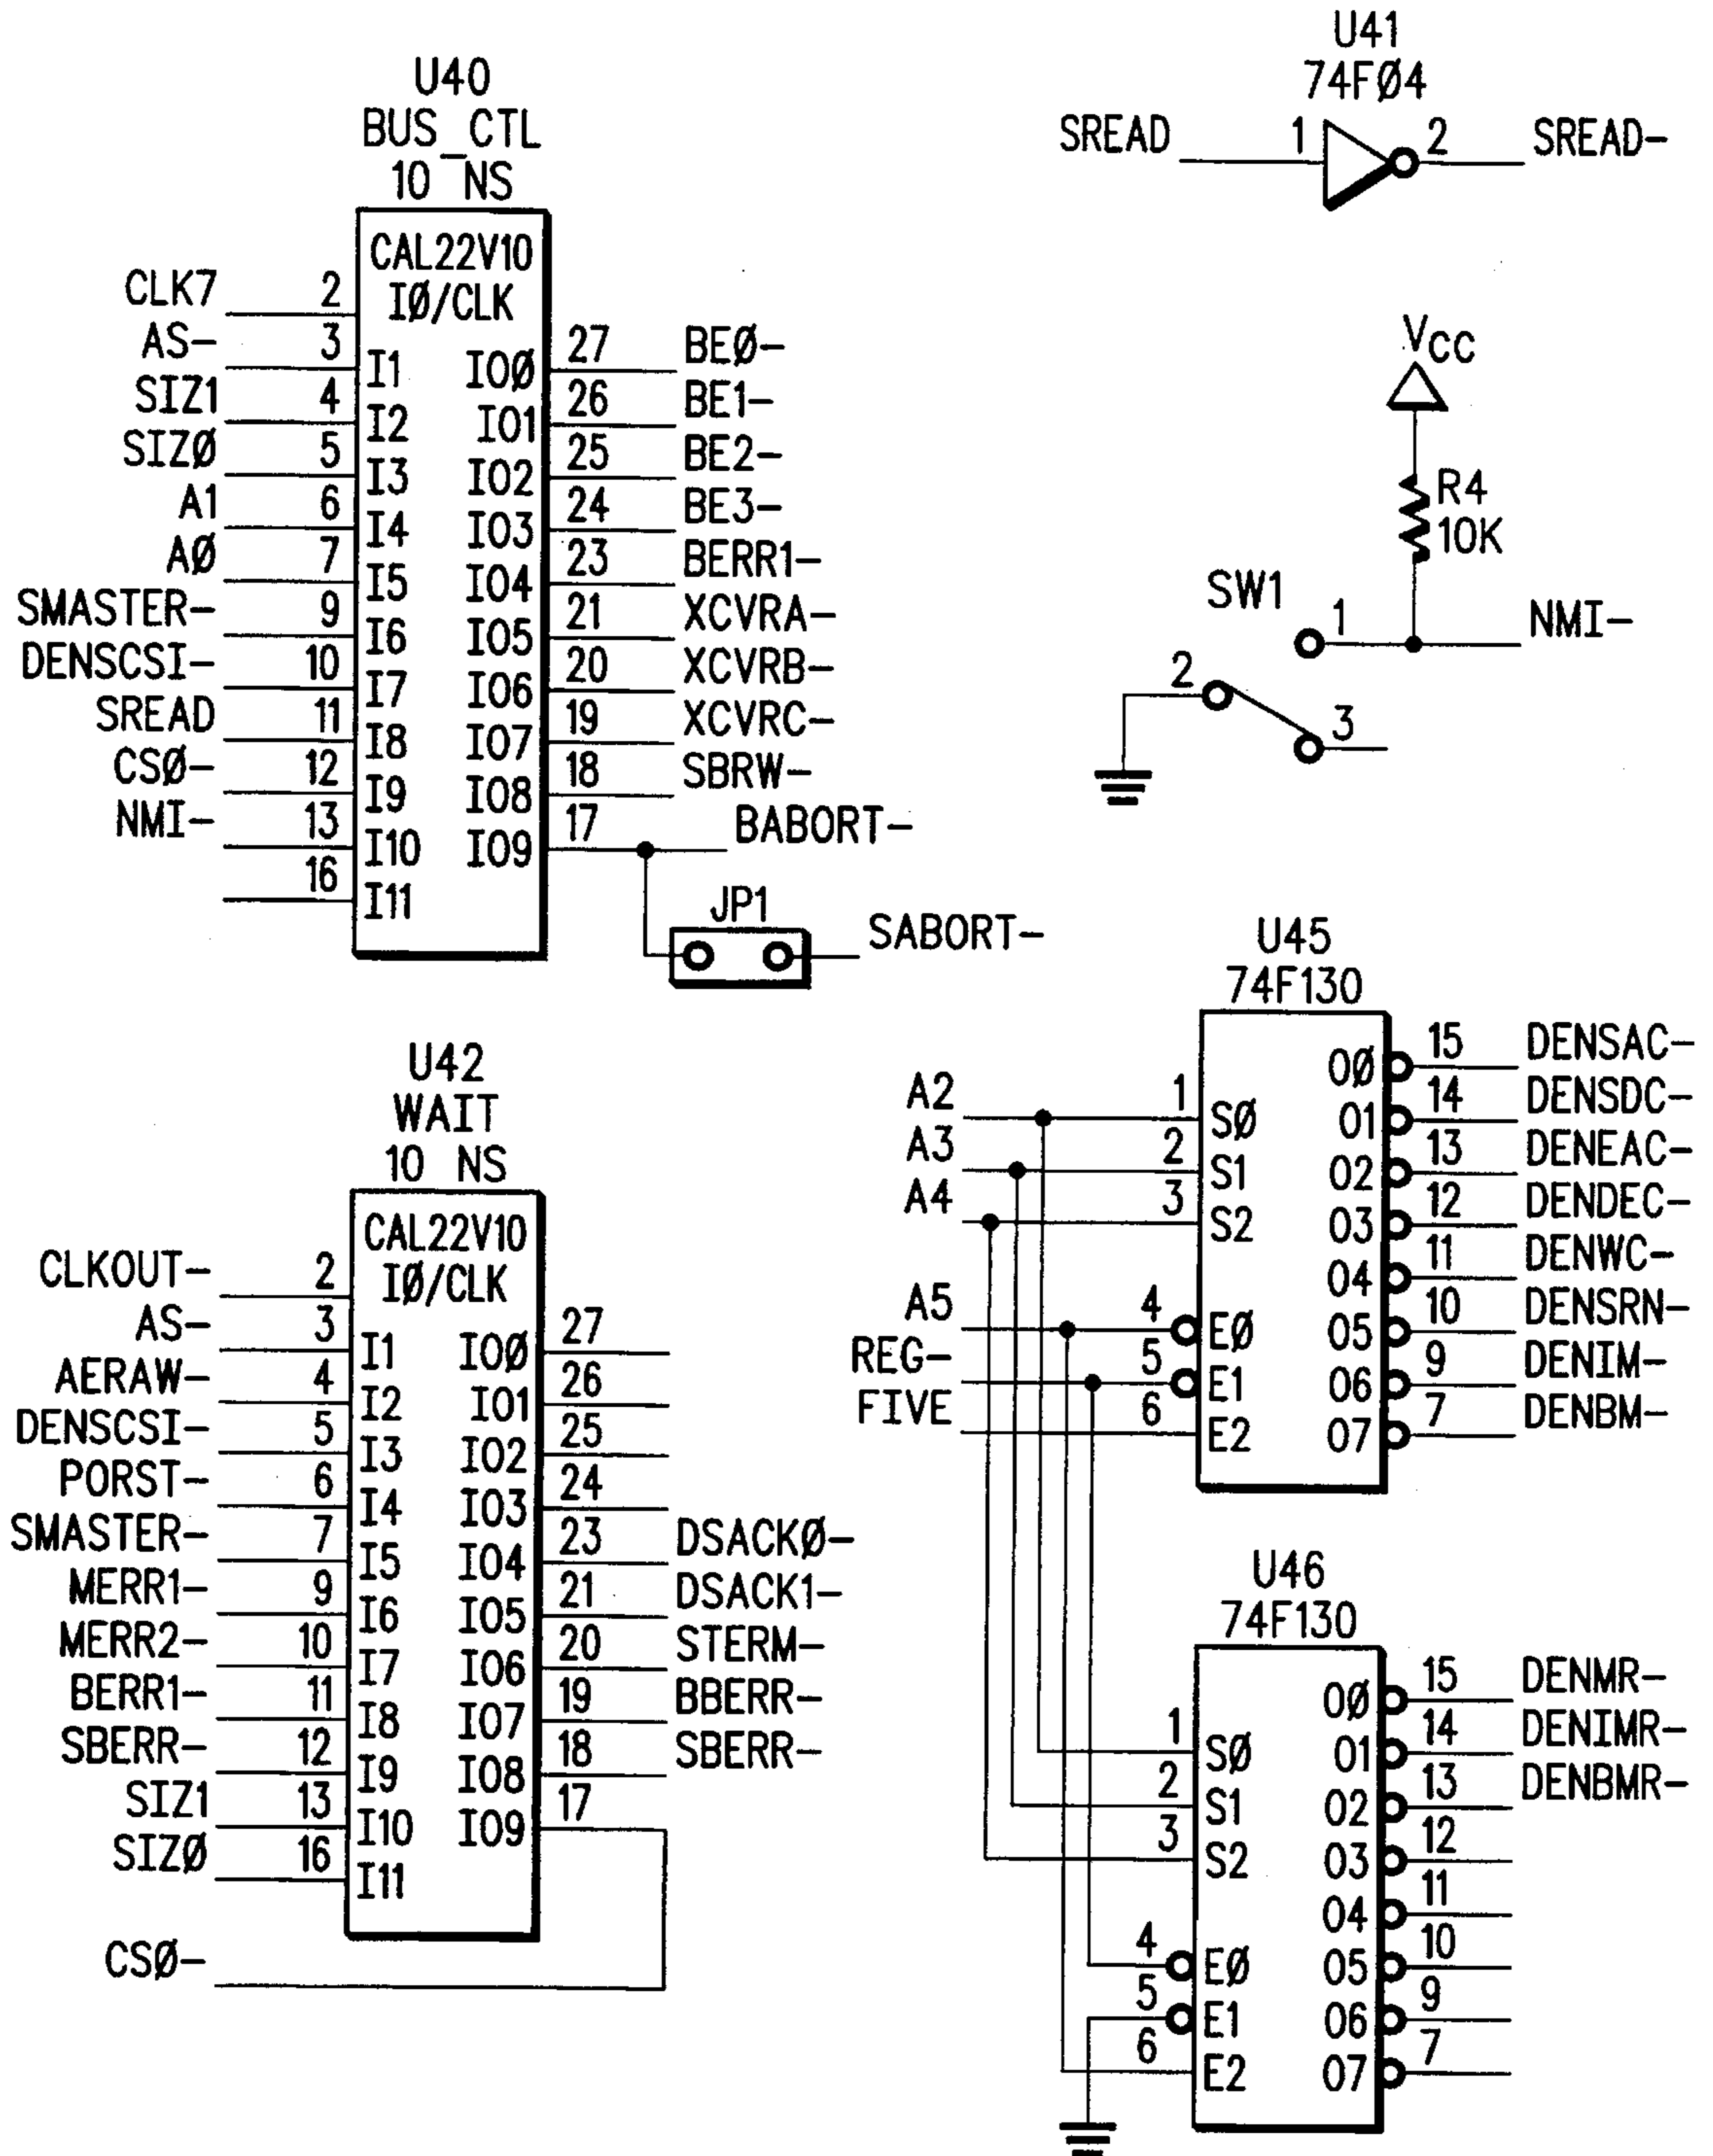 U40
BUS_CTL
10 NS
CAL22V10
IØ/CLK
CLK7 2
AS- 3 I1 IOØ 27 BEØ-
SIZ1 4 I2 IO1 26 BE1-
SIZØ 5 I3 IO2 25 BE2-
A1 6 I4 IO3 24 BE3-
AØ 7 I5 IO4 23 BERR1-
SMASTER- 9 I6 IO5 21 XCVRA-
DENSCSI- 10 I7 IO6 20 XCVRB-
SREAD 11 I8 IO7 19 XCVRC-
CSØ- 12 I9 IO8 18 SBRW-
NMI- 13 I10 IO9 17 BABORT-
16 I11
JP1
SABORT-
U41
74FØ4
SREAD 1 2 SREAD-
VCC
R4
10K
SW1 1 NMI-
2
3
U42
WAIT
10 NS
CAL22V10
IØ/CLK
CLKOUT- 2
AS- 3 I1 IOØ 27
AERAW- 4 I2 IO1 26
DENSCSI- 5 I3 IO2 25
PORST- 6 I4 IO3 24
SMASTER- 7 I5 IO4 23 DSACKØ-
MERR1- 9 I6 IO5 21 DSACK1-
MERR2- 10 I7 IO6 20 STERM-
BERR1- 11 I8 IO7 19 BBERR-
SBERR- 12 I9 IO8 18 SBERR-
SIZ1 13 I10 IO9 17
SIZØ 16 I11
CSØ-
U45
74F130
OØ 15 DENSAC-
A2 1 SØ O1 14 DENSDC-
A3 2 S1 O2 13 DENEAC-
A4 3 S2 O3 12 DENDEC-
O4 11 DENWC-
A5 4 EØ O5 10 DENSRN-
REG- 5 E1 O6 9 DENIM-
FIVE 6 E2 O7 7 DENBM-
U46
74F130
OØ 15 DENMR-
1 SØ O1 14 DENIMR-
2 S1 O2 13 DENBMR-
3 S2 O3 12
O4 11
4 EØ O5 10
5 E1 O6 9
6 E2 O7 7